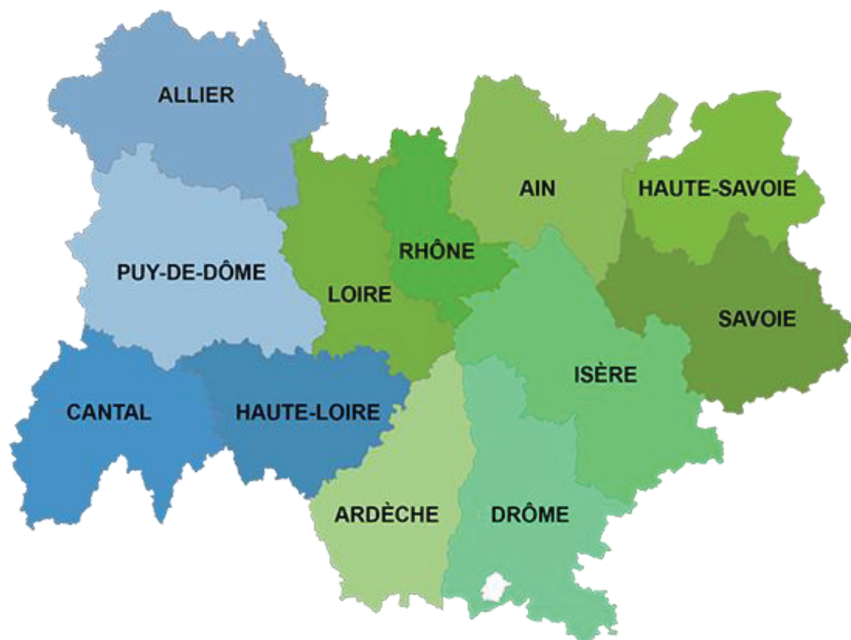 ALLIER
AIN
HAUTE-SAVOIE
PUY-DE-DÔME
LOIRE
RHÔNE
SAVOIE
ISÈRE
CANTAL
HAUTE-LOIRE
ARDÈCHE
DRÔME